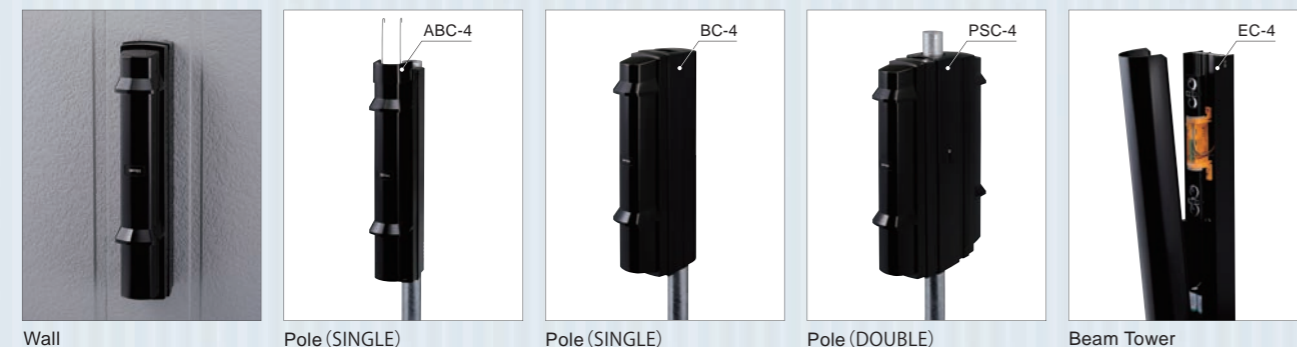 ABC-4
BC-4
PSC-4
EC-4
Wall
Pole（SINGLE）
Pole（SINGLE）
Pole（DOUBLE）
Beam Tower